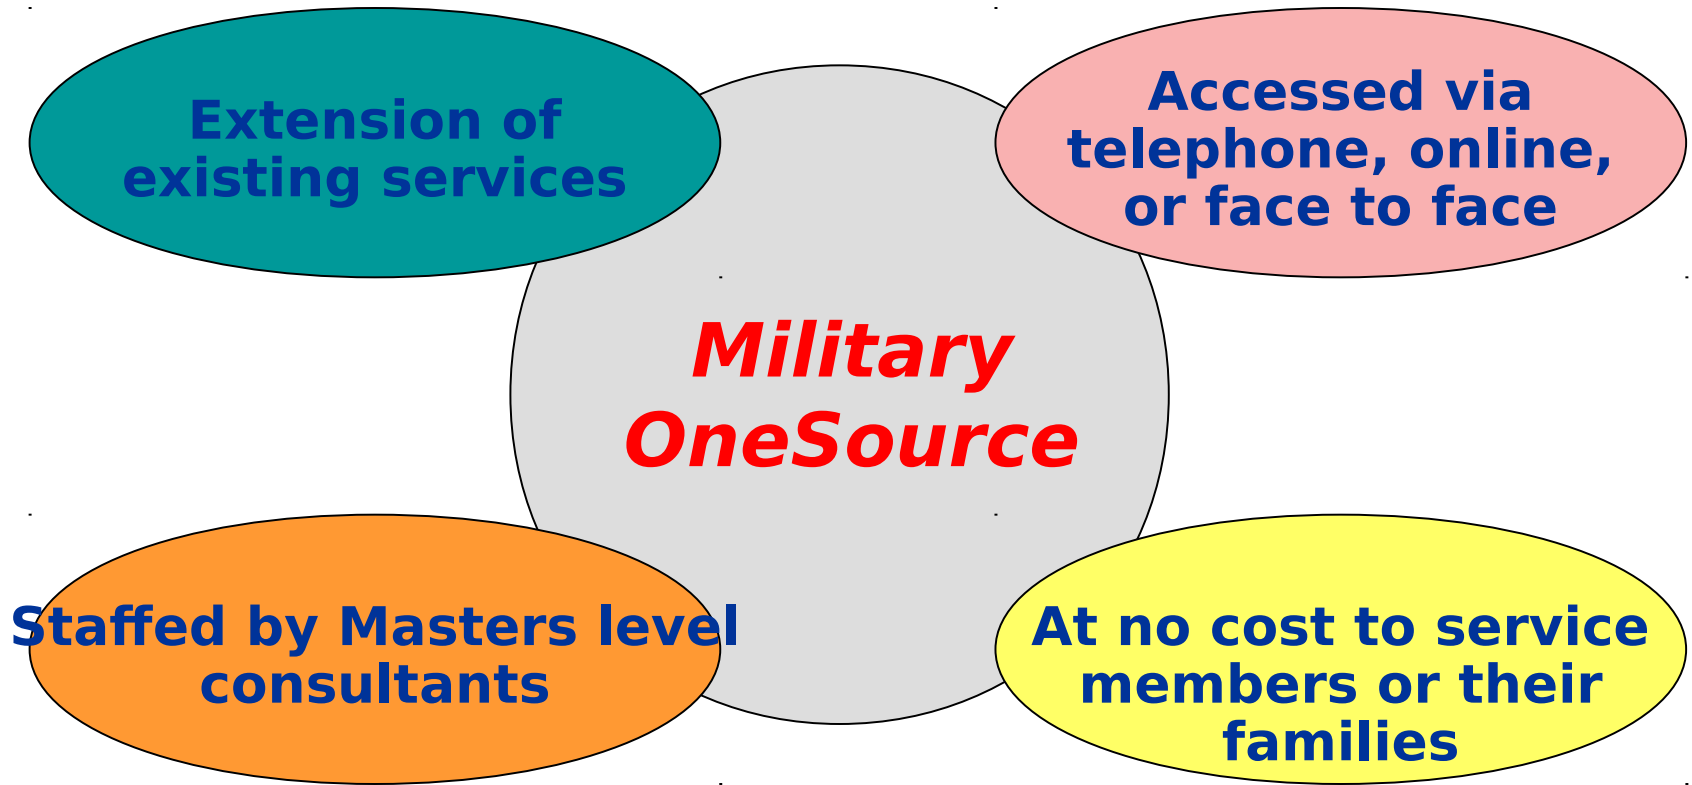 Extension of
existing services
Accessed via
telephone, online,
or face to face
Military
OneSource
Staffed by Masters level
consultants
At no cost to service
members or their
families